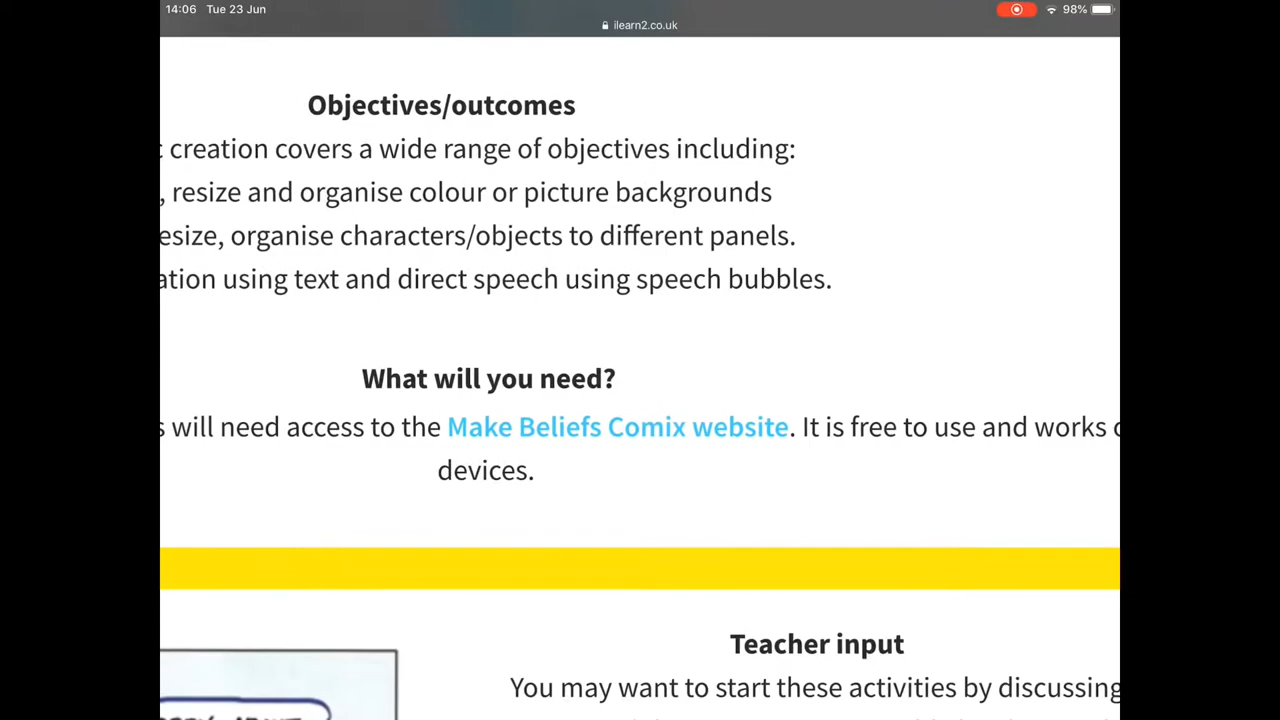 14:06 Tue 23 Jun
98%
ilearn2.co.uk
Objectives/outcomes
creation covers a wide range of objectives including:
, resize and organise colour or picture backgrounds
esize, organise characters/objects to different panels.
ation using text and direct speech using speech bubbles.
What will you need?
s will need access to the Make Beliefs Comix website. It is free to use and works
devices.
Teacher input
You may want to start these activities by discussing